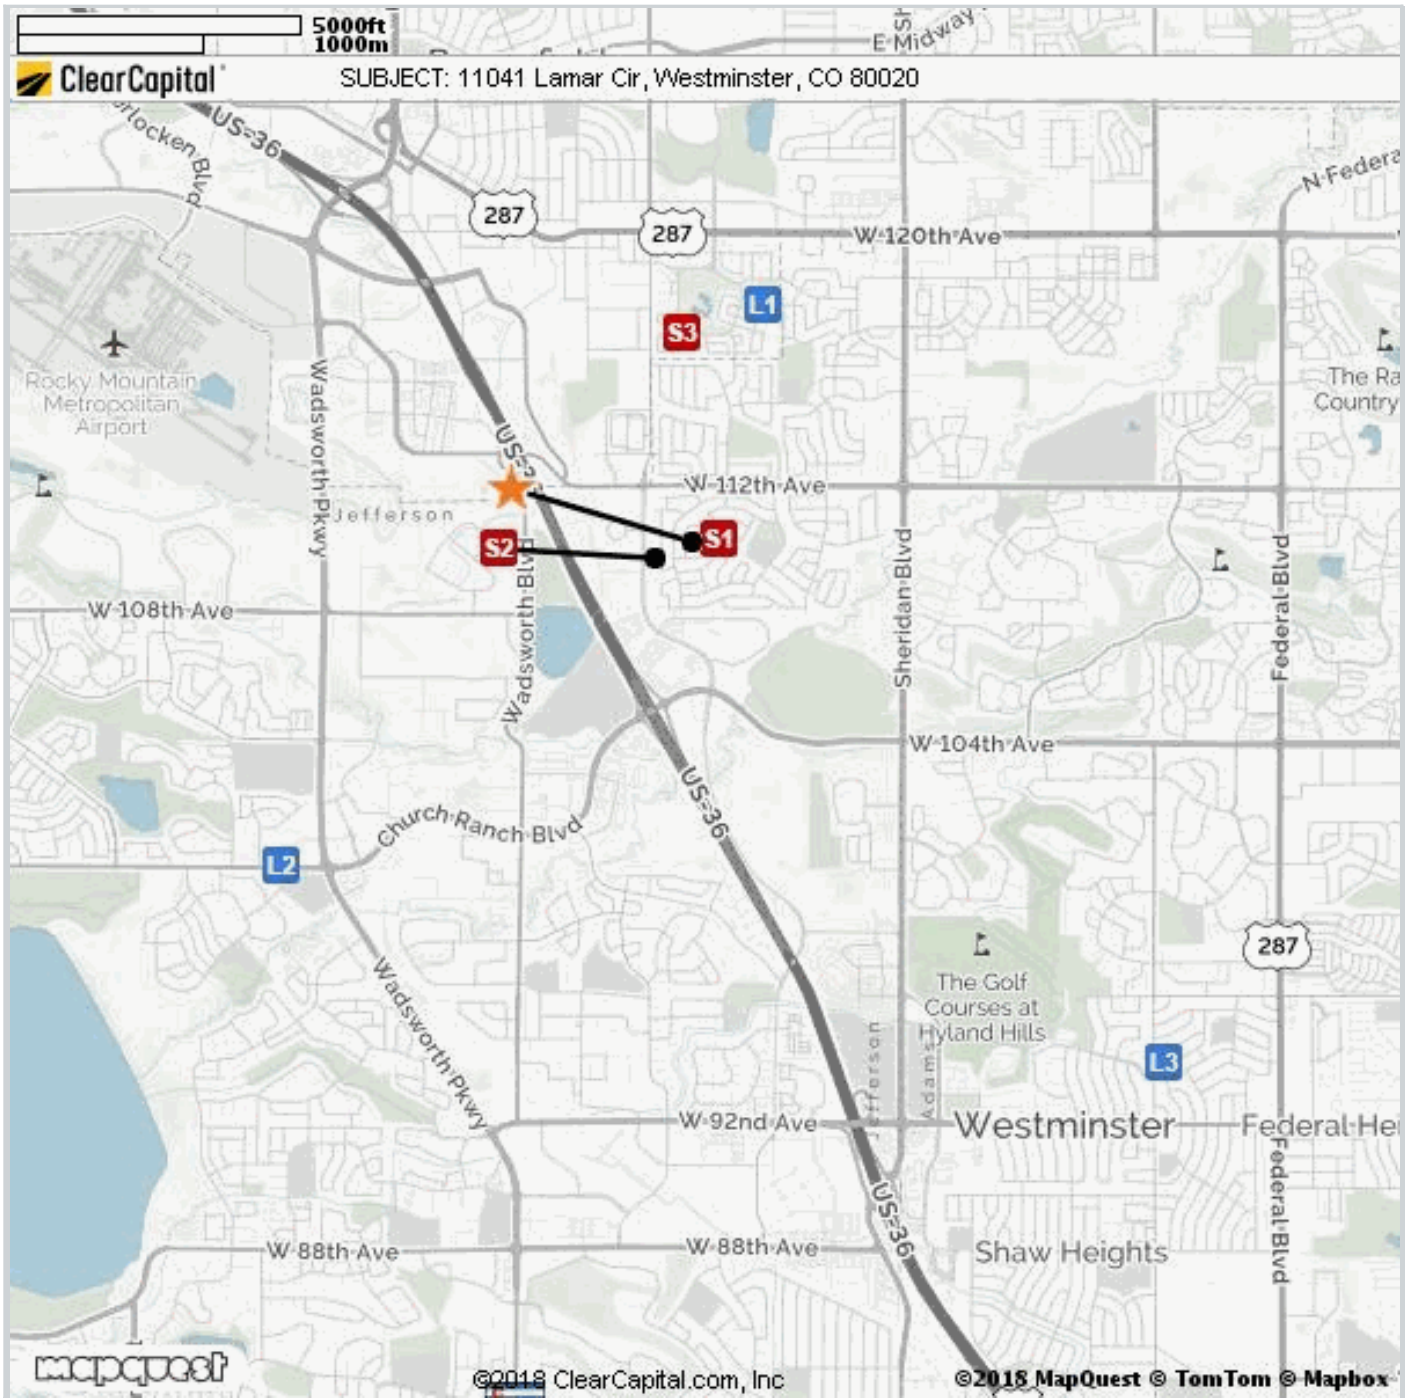 5000ft
1000m
E Midway
ClearCapital
SUBJECT: 11041 Lamar Cir, Westminster, CO 80020
US-36
Blvd
287
287
W 120th Ave
N Federa
L1
S3
Rocky Mountain
Metropolitan
Airport
Wadsworth Pkwy
The Ra
Country
W 112th Ave
Jefferson
S2
S1
Wadsworth
Sheridan Blvd
Federal Blvd
W 108th Ave
Wadsworth Blvd
W 104th Ave
US-36
Church Ranch Blvd
L2
287
The Golf
Courses at
Hyland Hills
Wadsworth Pkwy
Jefferson
Adams
L3
W 92nd Ave
Westminster
Federal Hei
Federal Blvd
US-36
W 88th Ave
W 88th Ave
Shaw Heights
mapquest
©2018 ClearCapital.com, Inc
©2018 MapQuest © TomTom © Mapbox